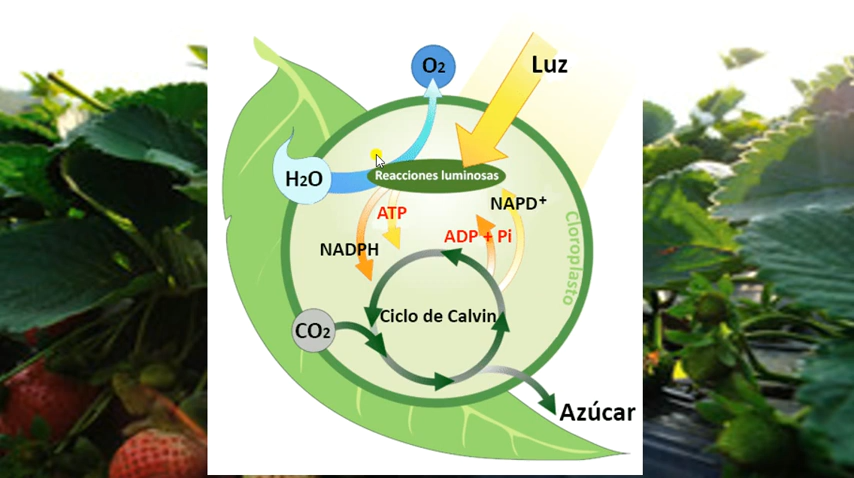 O2
Luz
H2O
Reacciones luminosas
ATP
NAPD+
NADPH
ADP + Pi
Cloroplasto
Ciclo de Calvin
CO2
Azúcar